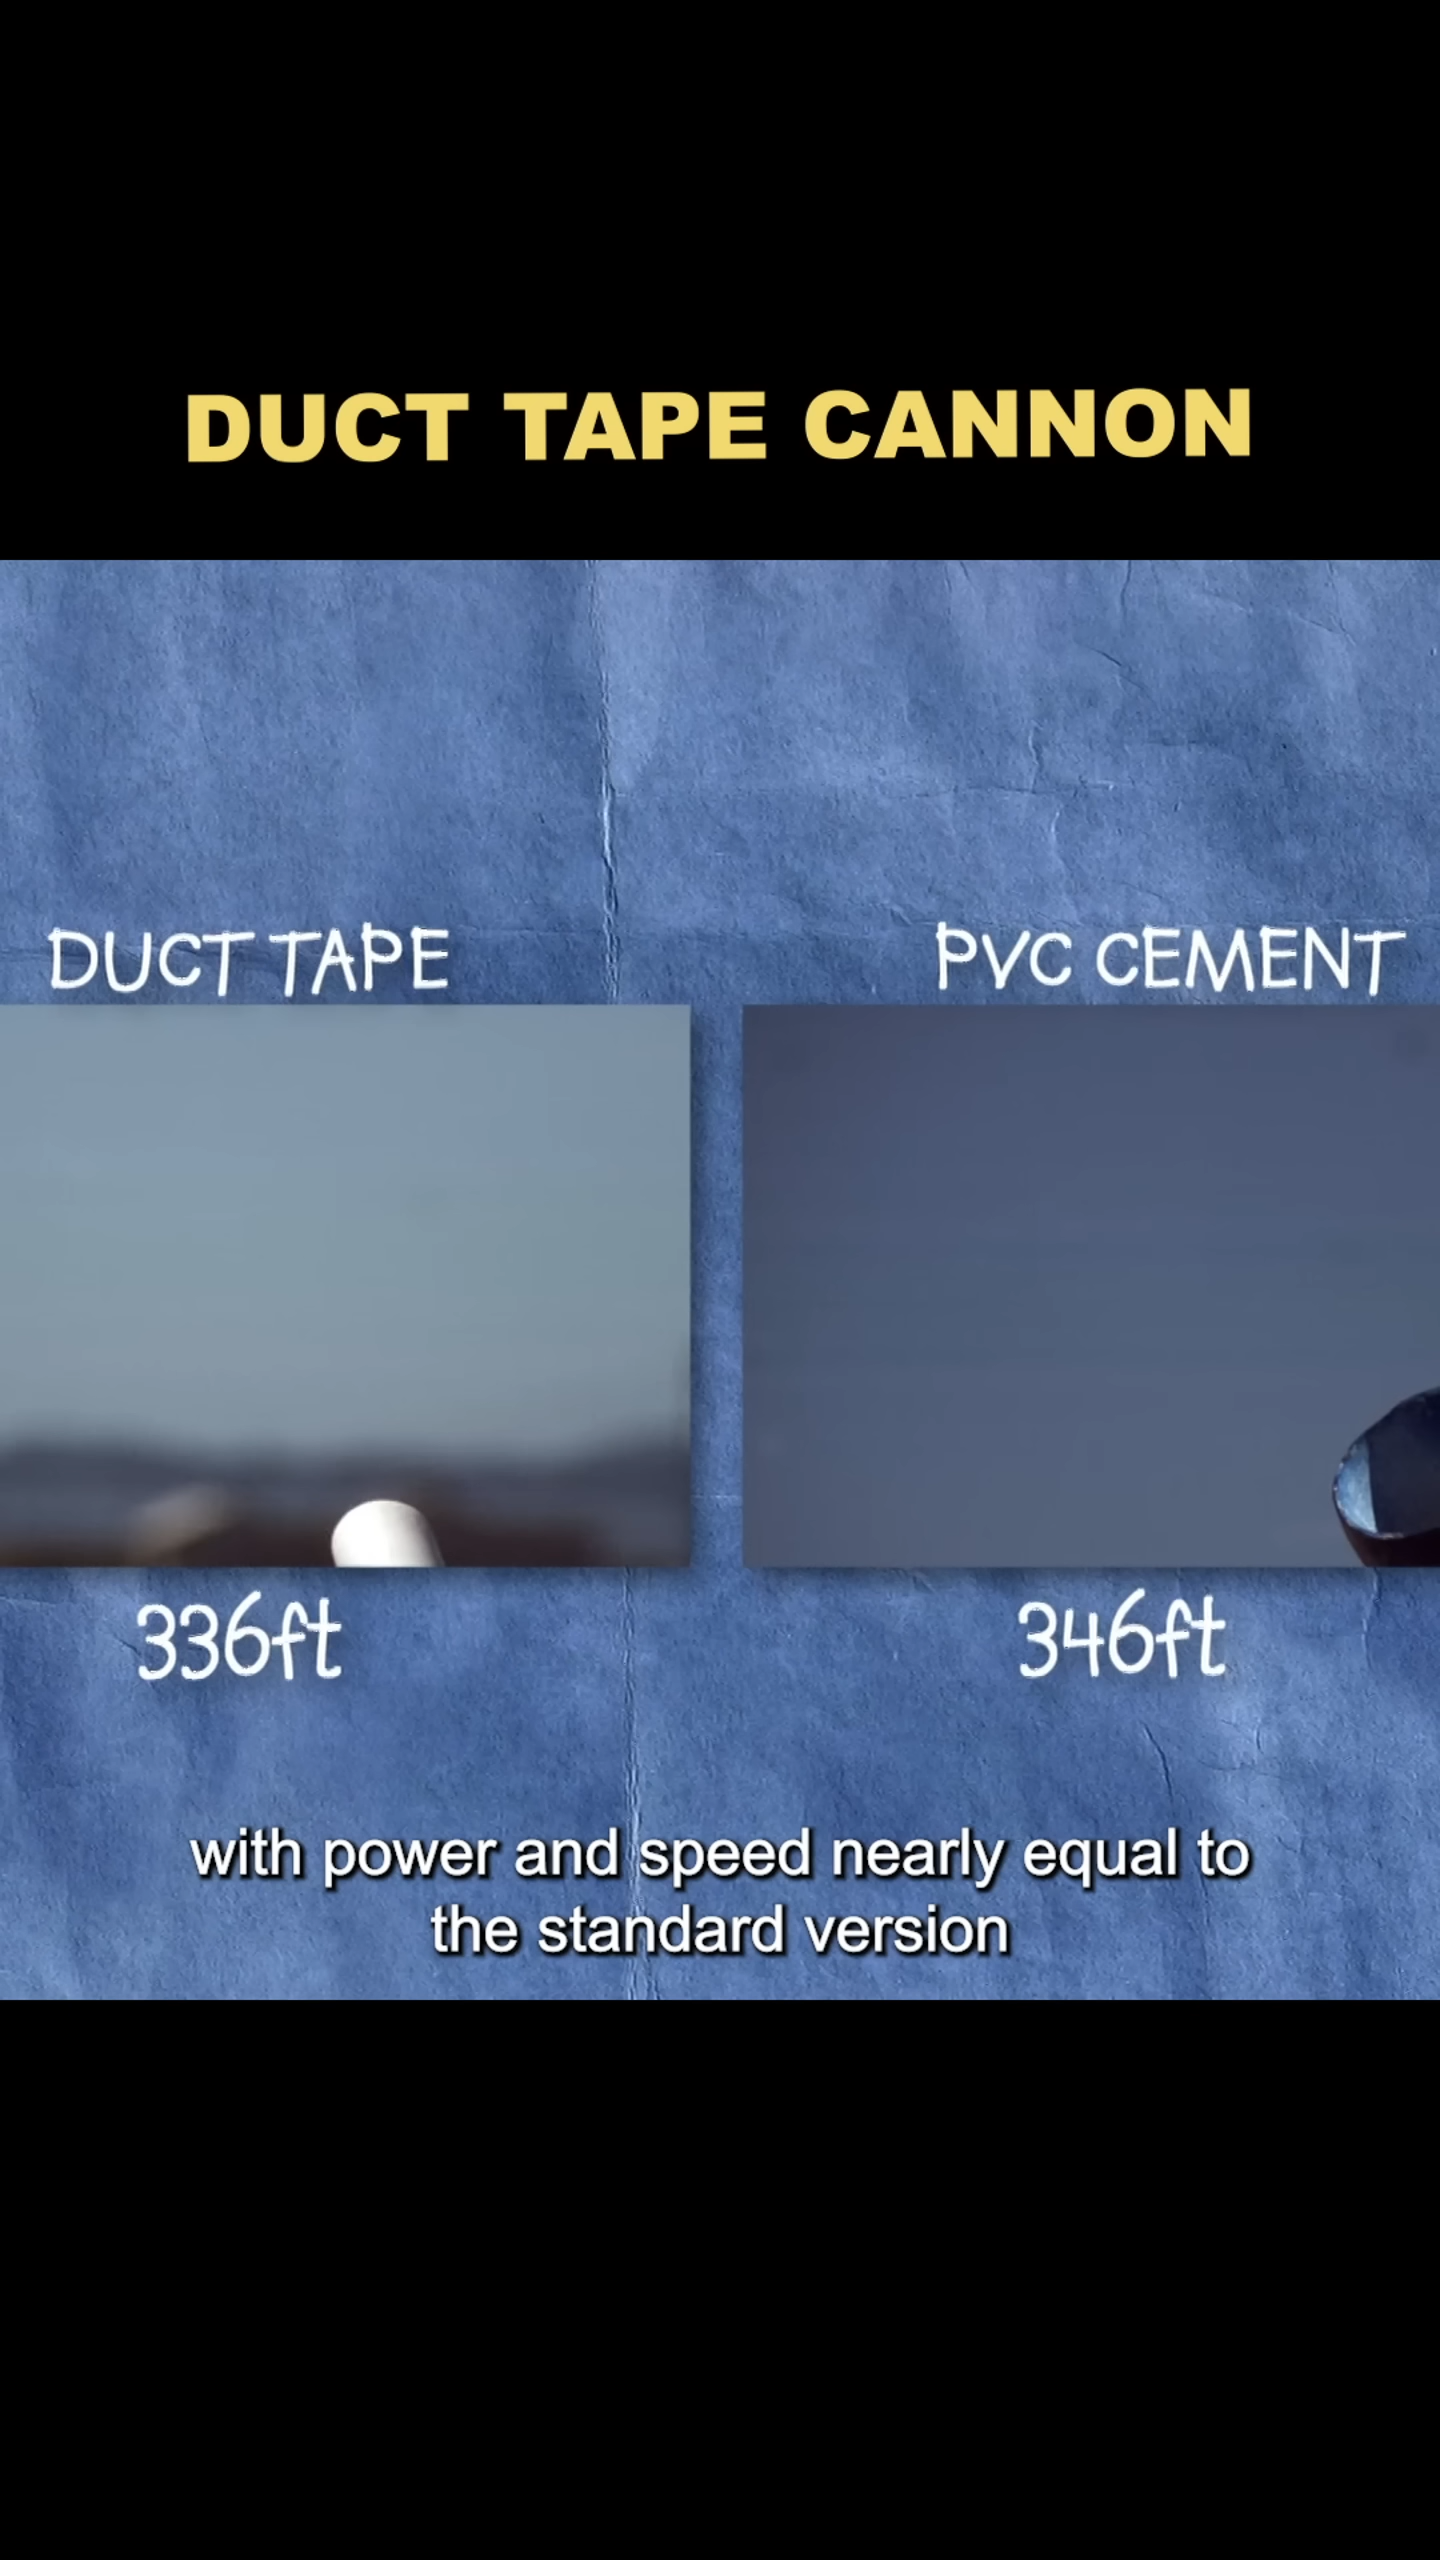 DUCT TAPE CANNON
DUCT TAPE
PVC CEMENT
336ft
346ft
with power and speed nearly equal to
the standard version